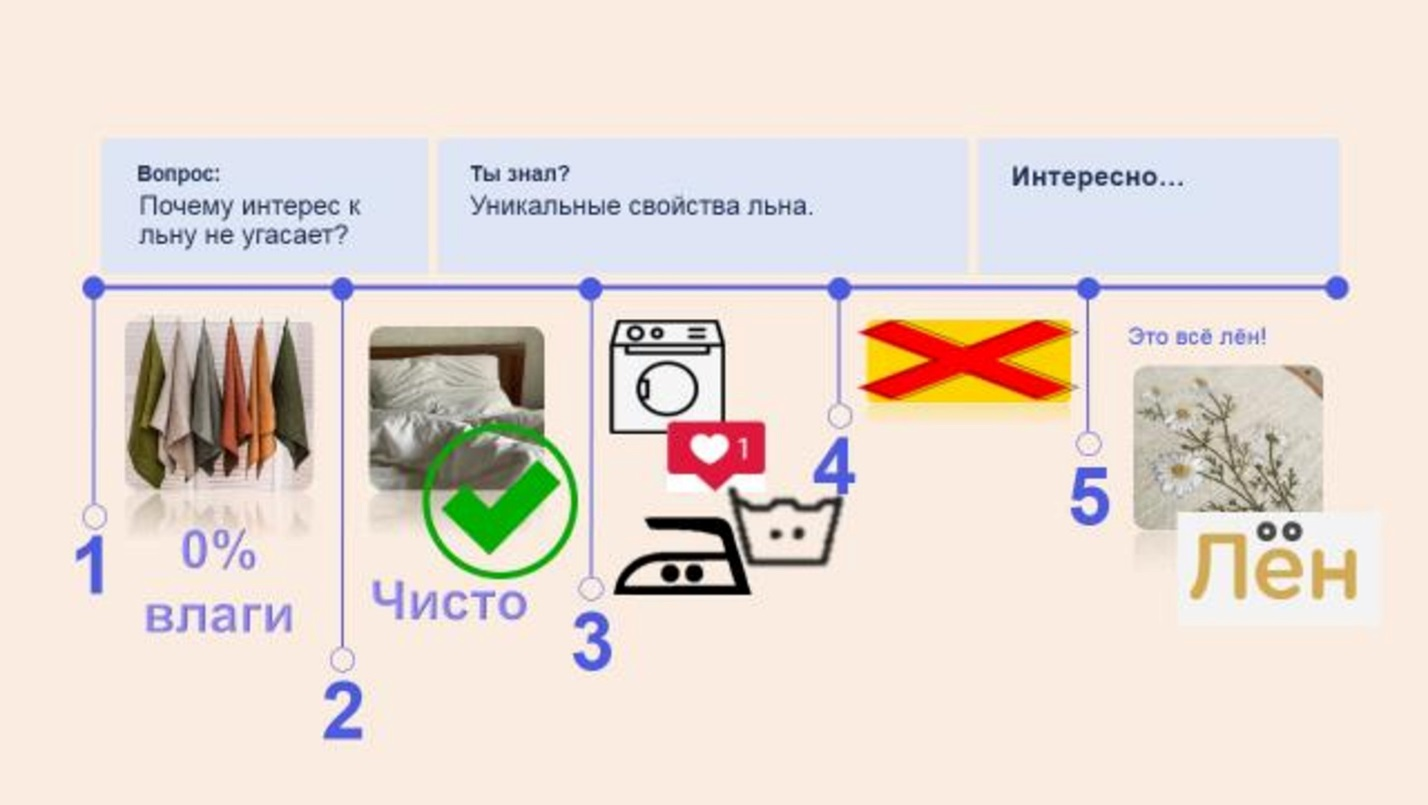 Вопрос:
Почему интерес к
льну не угасает?
Ты знал?
Уникальные свойства льна.
Интересно...
1
0%
влаги
2
Чисто
3
1
4
5
Это всё лён!
Лён